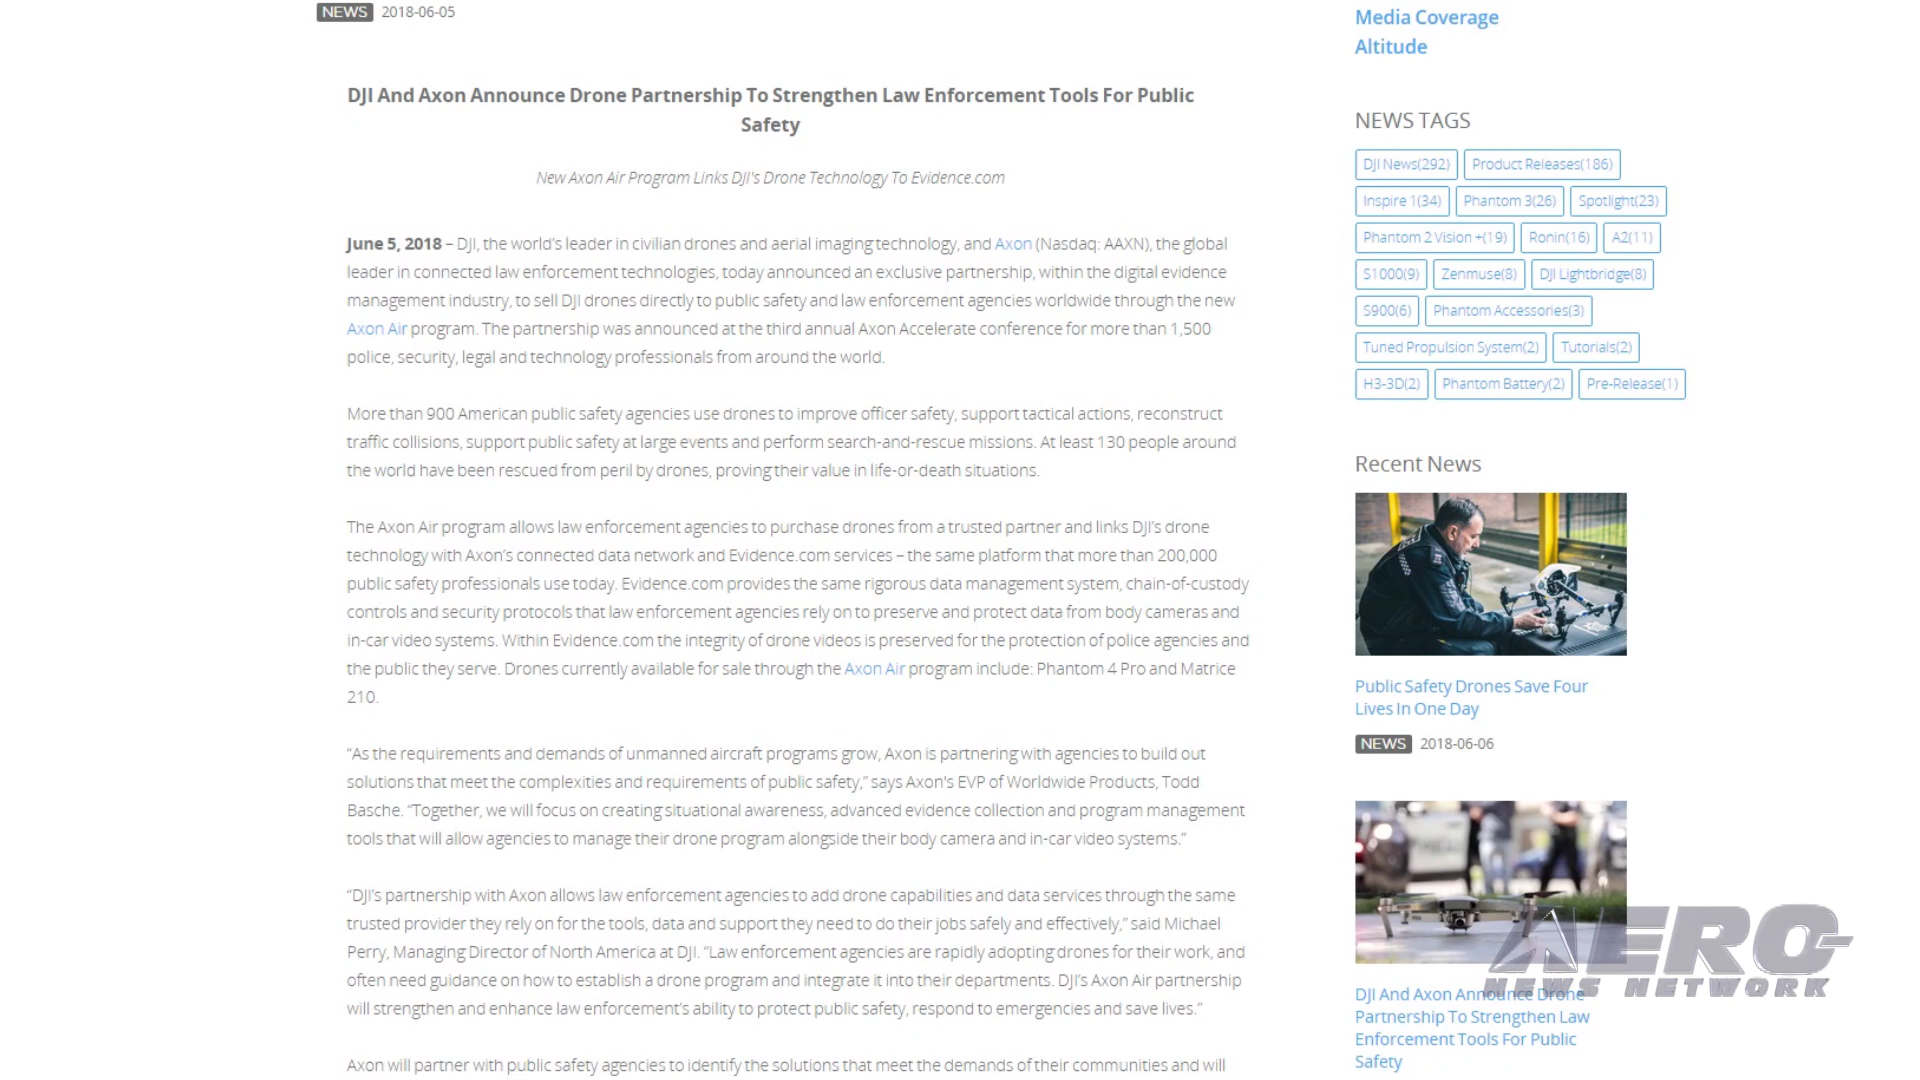 NEWS 2018-06-05
DJI And Axon Announce Drone Partnership To Strengthen Law Enforcement Tools For Public
Safety
New Axon Air Program Links DJI's Drone Technology To Evidence.com
June 5, 2018 – DJI, the world's leader in civilian drones and aerial imaging technology, and Axon (Nasdaq: AAXN), the global
leader in connected law enforcement technologies, today announced an exclusive partnership, within the digital evidence
management industry, to sell DJI drones directly to public safety and law enforcement agencies worldwide through the new
Axon Air program. The partnership was announced at the third annual Axon Accelerate conference for more than 1,500
police, security, legal and technology professionals from around the world.
More than 900 American public safety agencies use drones to improve officer safety, support tactical actions, reconstruct
traffic collisions, support public safety at large events and perform search-and-rescue missions. At least 130 people around
the world have been rescued from peril by drones, proving their value in life-or-death situations.
The Axon Air program allows law enforcement agencies to purchase drones from a trusted partner and links DJI's drone
technology with Axon's connected data network and Evidence.com services – the same platform that more than 200,000
public safety professionals use today. Evidence.com provides the same rigorous data management system, chain-of-custody
controls and security protocols that law enforcement agencies rely on to preserve and protect data from body cameras and
in-car video systems. Within Evidence.com the integrity of drone videos is preserved for the protection of police agencies and
the public they serve. Drones currently available for sale through the Axon Air program include: Phantom 4 Pro and Matrice
210.
“As the requirements and demands of unmanned aircraft programs grow, Axon is partnering with agencies to build out
solutions that meet the complexities and requirements of public safety,” says Axon's EVP of Worldwide Products, Todd
Basche. “Together, we will focus on creating situational awareness, advanced evidence collection and program management
tools that will allow agencies to manage their drone program alongside their body camera and in-car video systems.”
“DJI's partnership with Axon allows law enforcement agencies to add drone capabilities and data services through the same
trusted provider they rely on for the tools, data and support they need to do their jobs safely and effectively,” said Michael
Perry, Managing Director of North America at DJI. “Law enforcement agencies are rapidly adopting drones for their work, and
often need guidance on how to establish a drone program and integrate it into their departments. DJI's Axon Air partnership
will strengthen and enhance law enforcement's ability to protect public safety, respond to emergencies and save lives.”
Axon will partner with public safety agencies to identify the solutions that meet the demands of their communities and will
Media Coverage
Altitude
NEWS TAGS
DJI News(292) Product Releases(186)
Inspire 1(34) Phantom 3(26) Spotlight(23)
Phantom 2 Vision +(19) Ronin(16) A2(11)
S1000(9) Zenmuse(8) DJI Lightbridge(8)
S900(6) Phantom Accessories(3)
Tuned Propulsion System(2) Tutorials(2)
H3-3D(2) Phantom Battery(2) Pre-Release(1)
Recent News
Public Safety Drones Save Four
Lives In One Day
NEWS 2018-06-06
DJI And Axon Announce Drone
Partnership To Strengthen Law
Enforcement Tools For Public
Safety
AERO-
NEWS NETWORK